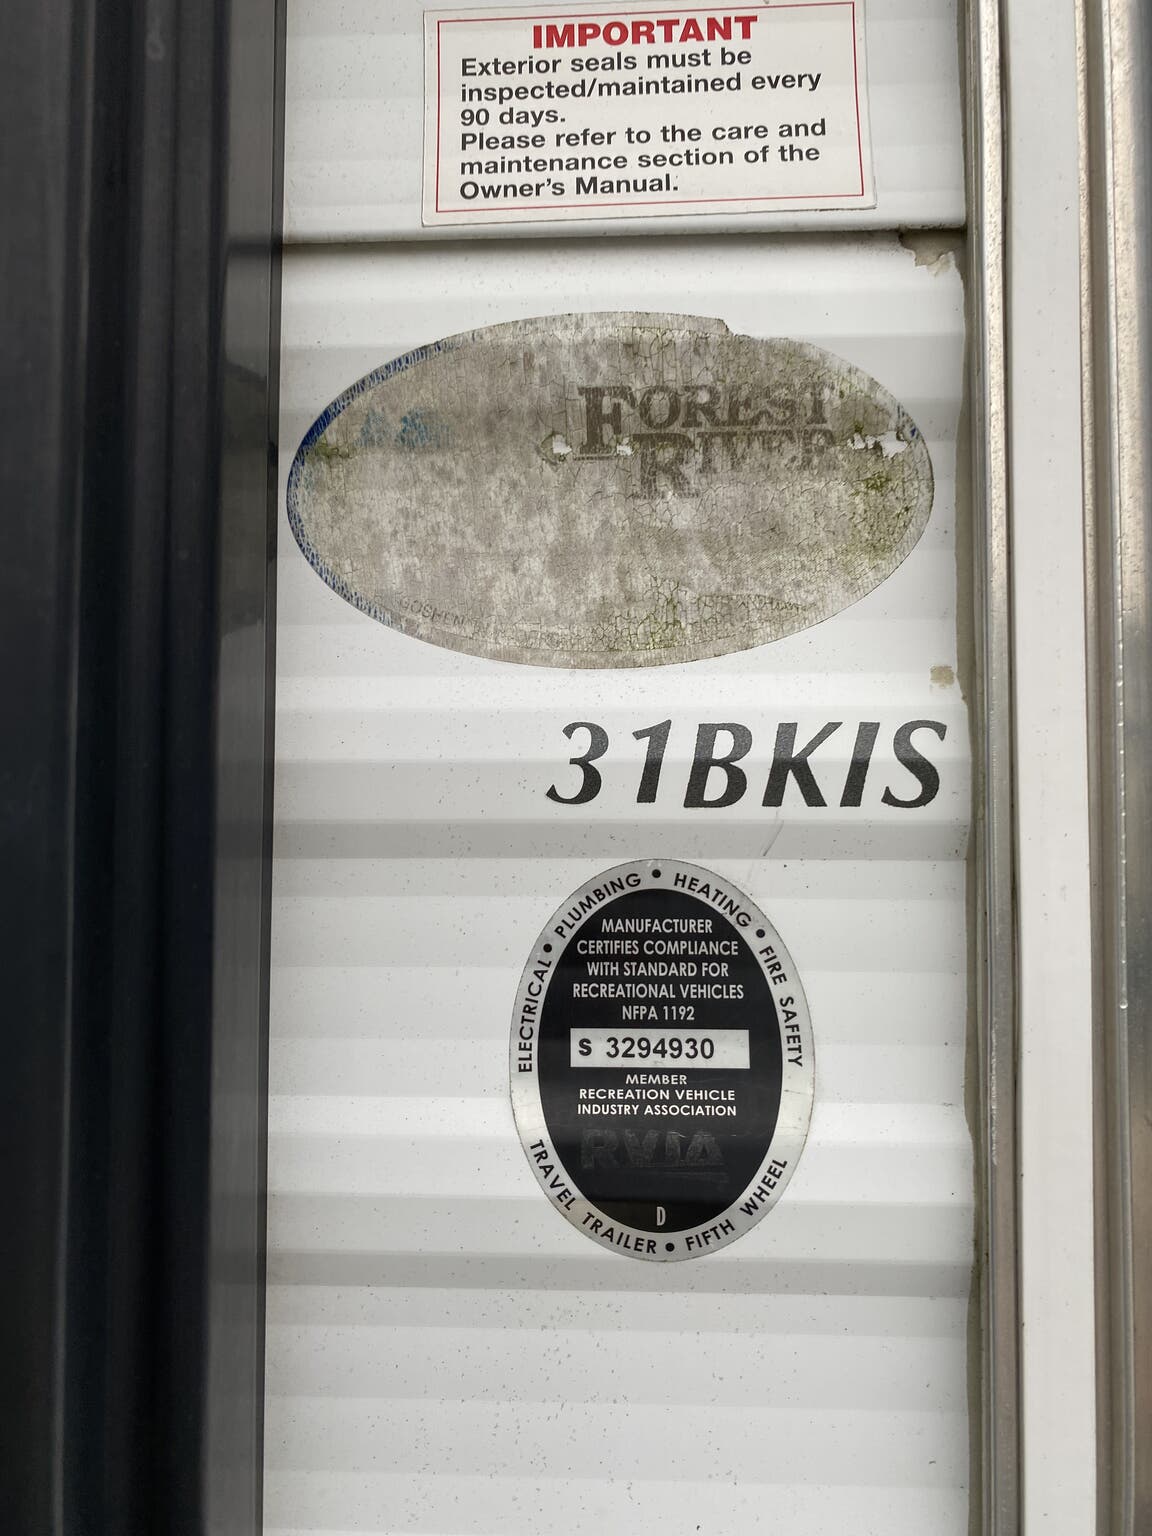 IMPORTANT
Exterior seals must be
inspected/maintained every
90 days.
Please refer to the care and
maintenance section of the
Owner's Manual.
FOREST
RIVER
GOSHEN
31BKIS
ELECTRICAL • PLUMBING • HEATING • FIRE SAFETY
MANUFACTURER
CERTIFIES COMPLIANCE
WITH STANDARD FOR
RECREATIONAL VEHICLES
NFPA 1192
S 3294930
MEMBER
RECREATION VEHICLE
INDUSTRY ASSOCIATION
RVIA
D
TRAVEL TRAILER • FIFTH WHEEL